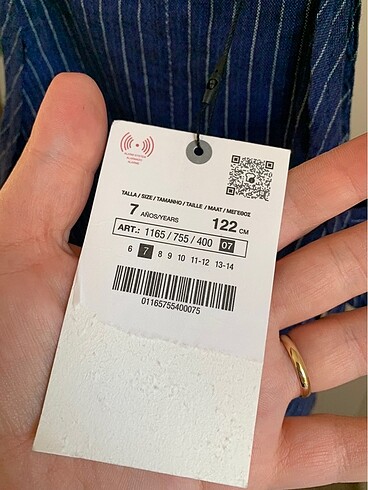 TALLA / SIZE / TAMANHO / TAILLE / MAAT / ΜΕΓΕΘΟΣ
7 AÑOS/YEARS 122 CM
ART.: 1165 / 755 / 400 07
6 7 8 9 10 11-12 13-14
01165755400075